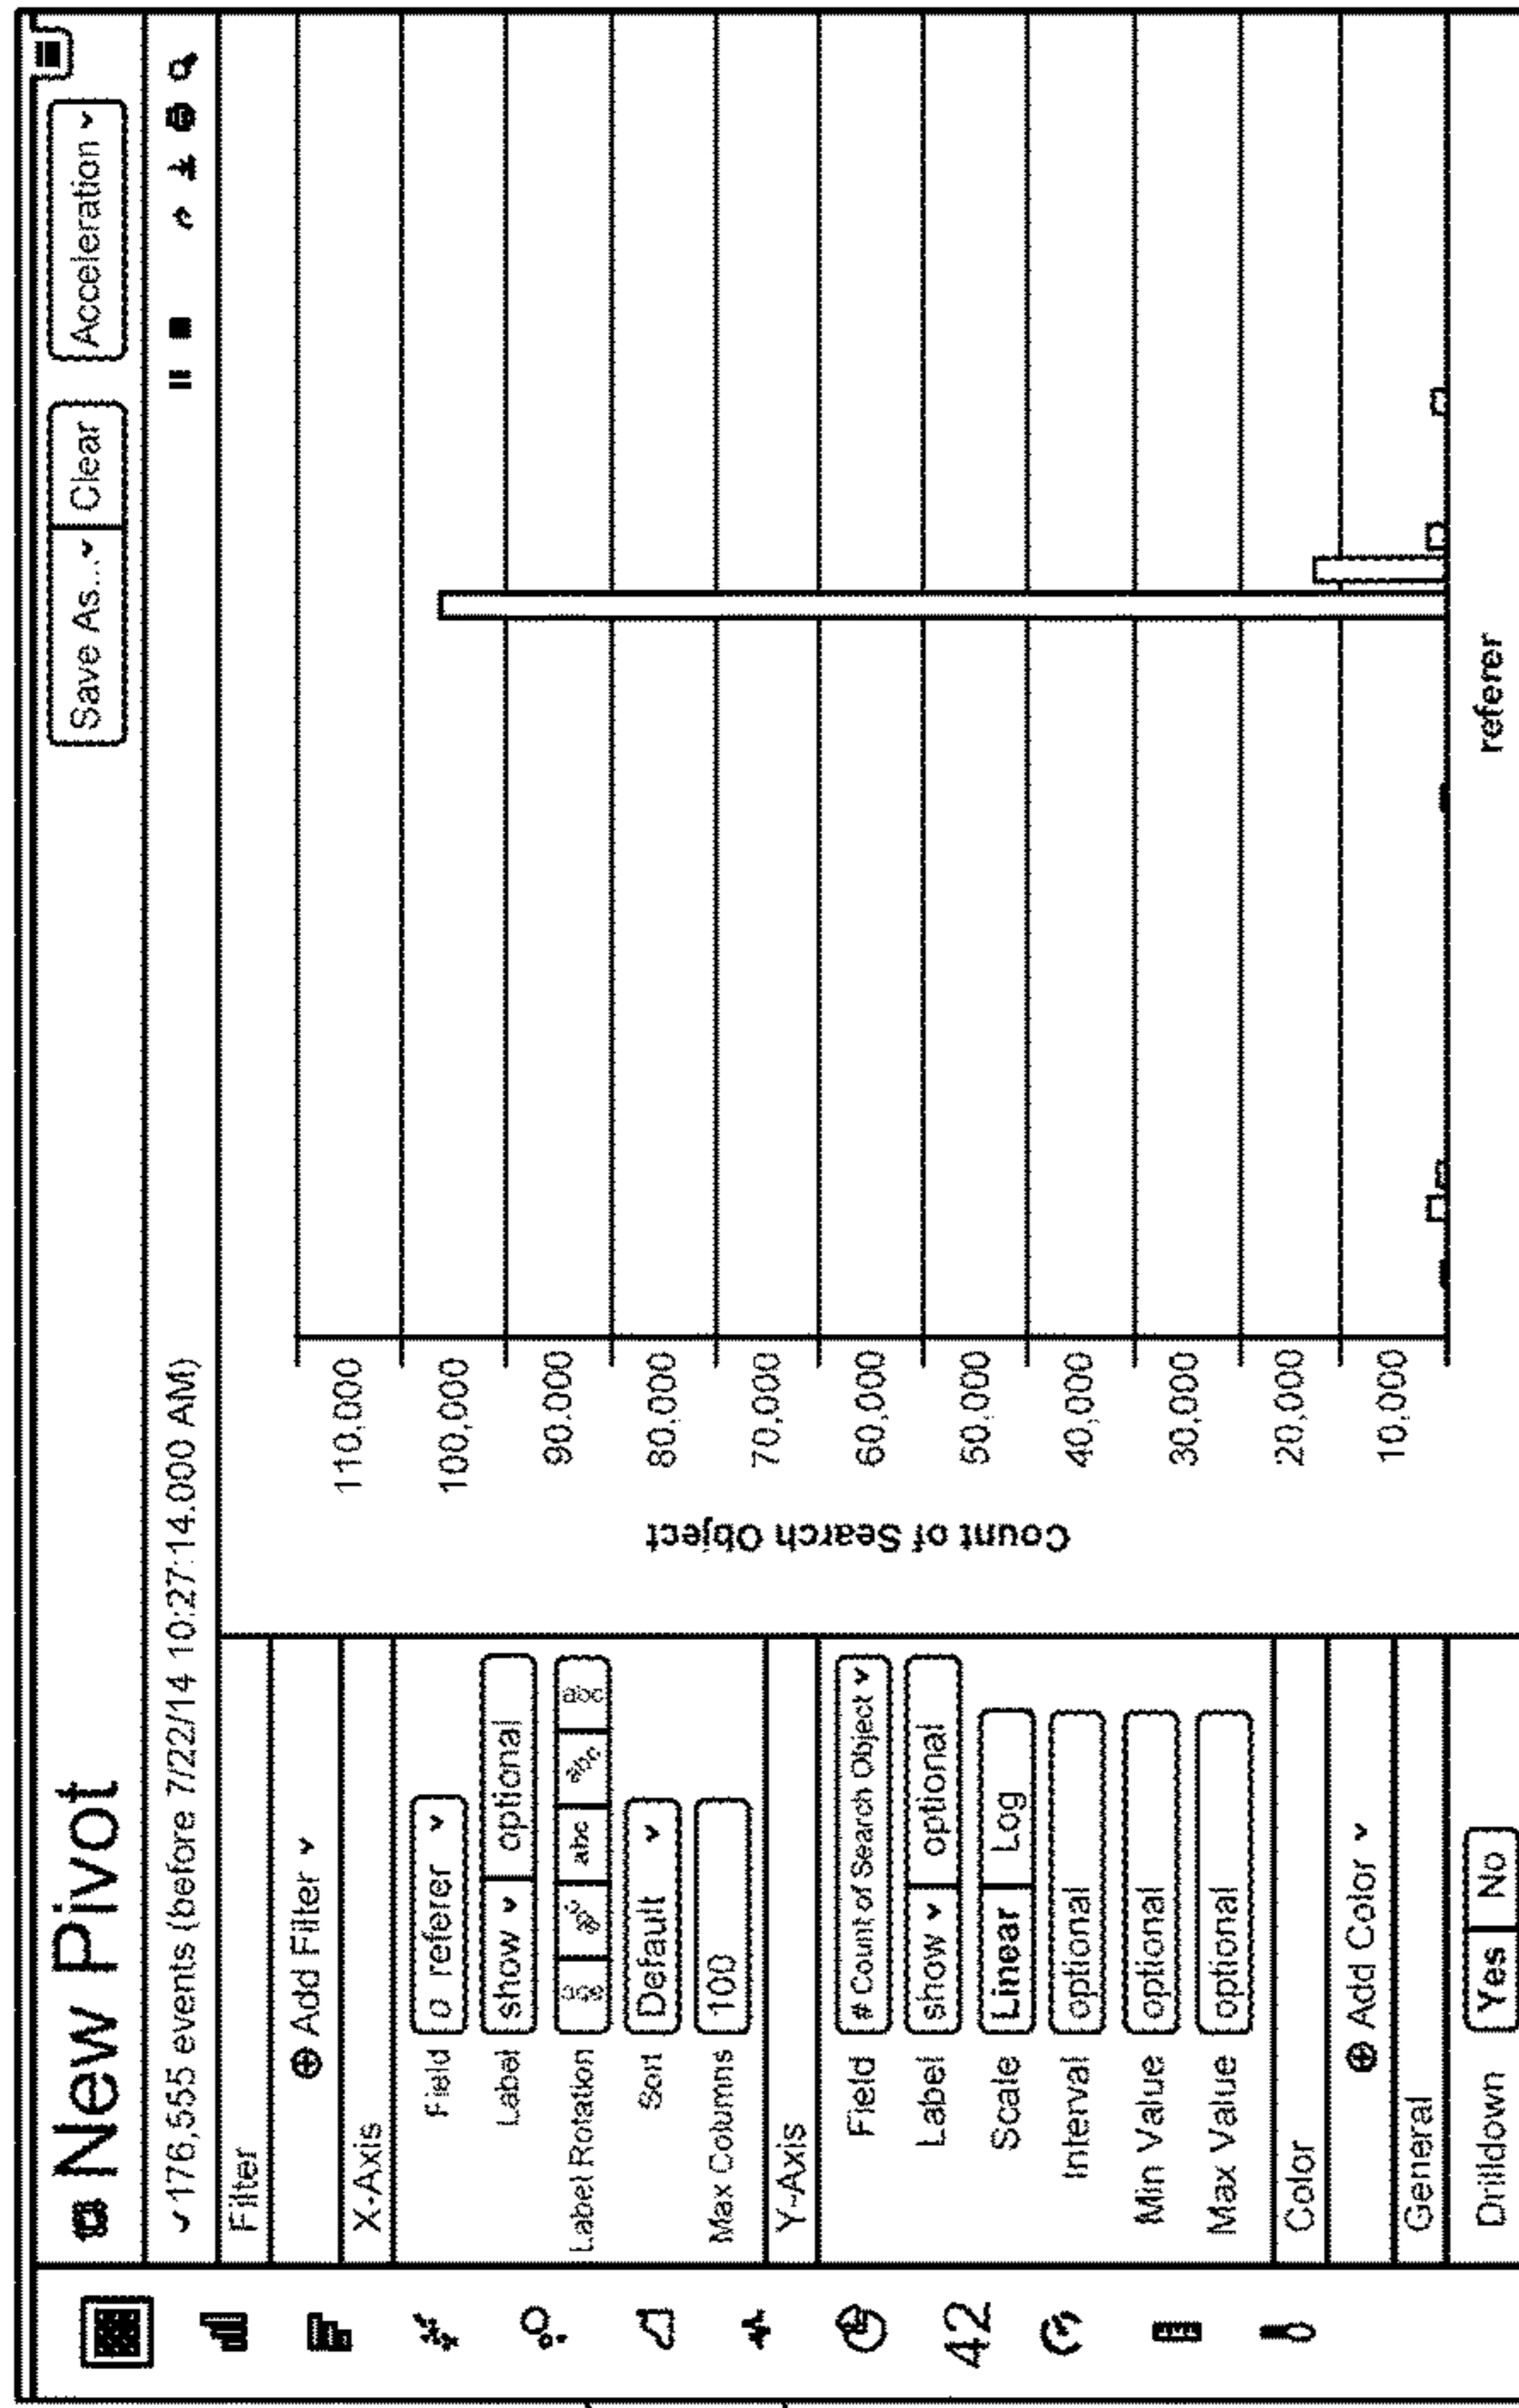 New Pivot
Save As... Clear Acceleration
176,555 events (before 7/22/14 10:27:14.000 AM)
Filter
Add Filter
X-Axis
Field referer
Label show optional
Label Rotation abc abc
Sort Default
Max Columns 100
Y-Axis
Field # Count of Search Object
Label show optional
Scale Linear Log
Interval optional
Min Value optional
Max Value optional
Color
Add Color
General
Drilldown Yes No
42
Count of Search Object
110.000
100,000
90.000
80.000
70,000
60,000
50,000
40,000
30,000
20,000
10,000
referer